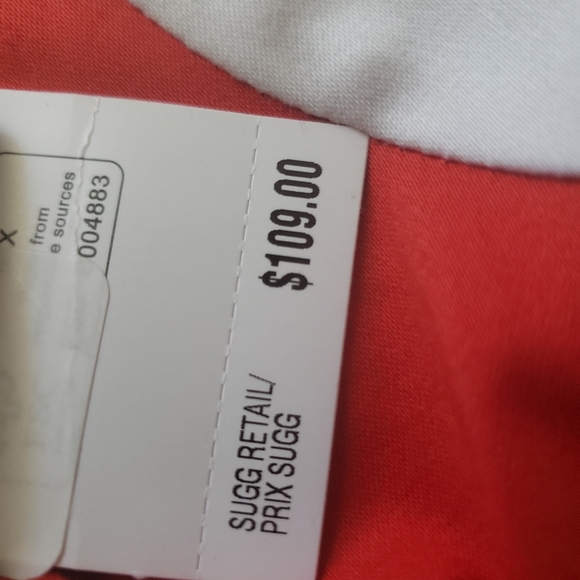 X
from
e sources
004883
SUGG RETAIL/
PRIX SUGG
$109.00